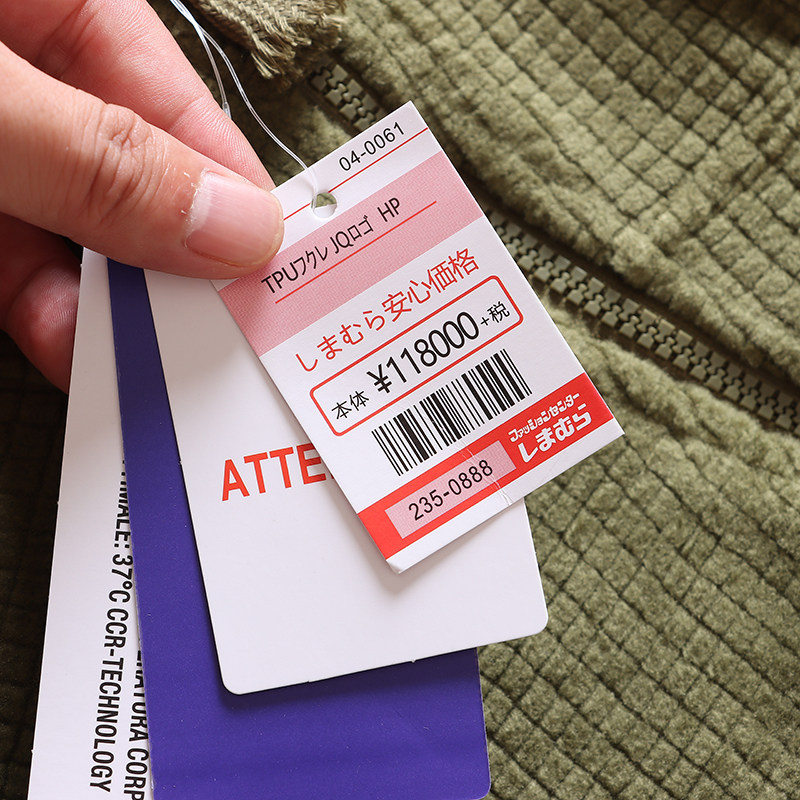 04-0061
TPUフクレ JQロゴ HP
しまむら安心価格
本体 ¥118000+税
ファッションセンター
しまむら
235-0888
ATTE
MALE: 37°C CCR-TECHNOLOGY
ATURA CORP